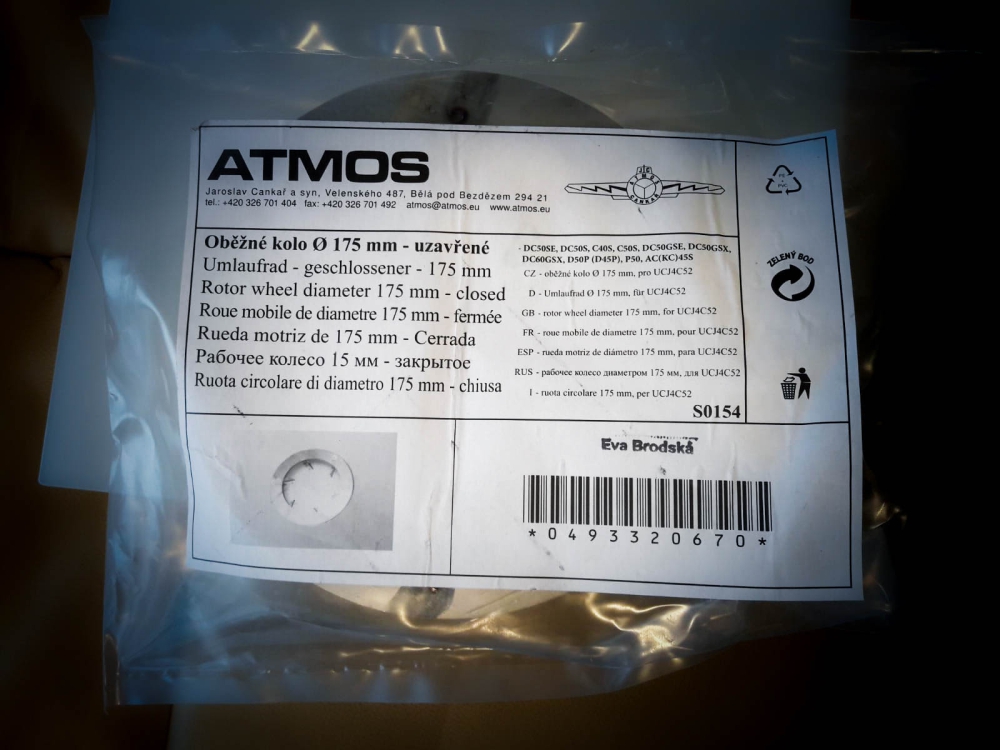 ATMOS
Jaroslav Cankař a syn, Velenského 487, Bělá pod Bezdězem 294 21
tel.: +420 326 701 404 fax: +420 326 701 492 atmos@atmos.eu www.atmos.eu
ATMOS
CANKAŘ
Oběžné kolo Ø 175 mm - uzavřené
Umlaufrad - geschlossener - 175 mm
Rotor wheel diameter 175 mm - closed
Roue mobile de diametre 175 mm - fermée
Rueda motriz de 175 mm - Cerrada
Рабочее колесо 15 мм - закрытое
Ruota circolare di diametro 175 mm - chiusa
- DC50SE, DC50S, C40S, C50S, DC50GSE, DC50GSX,
DC60GSX, D50P (D45P), P50, AC(KC)45S
CZ - oběžné kolo Ø 175 mm, pro UCJ4C52
D - Umlaufrad Ø 175 mm, für UCJ4C52
GB - rotor wheel diameter 175 mm, for UCJ4C52
FR - roue mobile de diametre 175 mm, pour UCJ4C52
ESP - rueda motriz de diámetro 175 mm, para UCJ4C52
RUS - рабочее колесо диаметром 175 мм, для UCJ4C52
I - ruota circolare 175 mm, per UCJ4C52
S0154
ZELENÝ BOD
Eva Brodská
*0493320670*